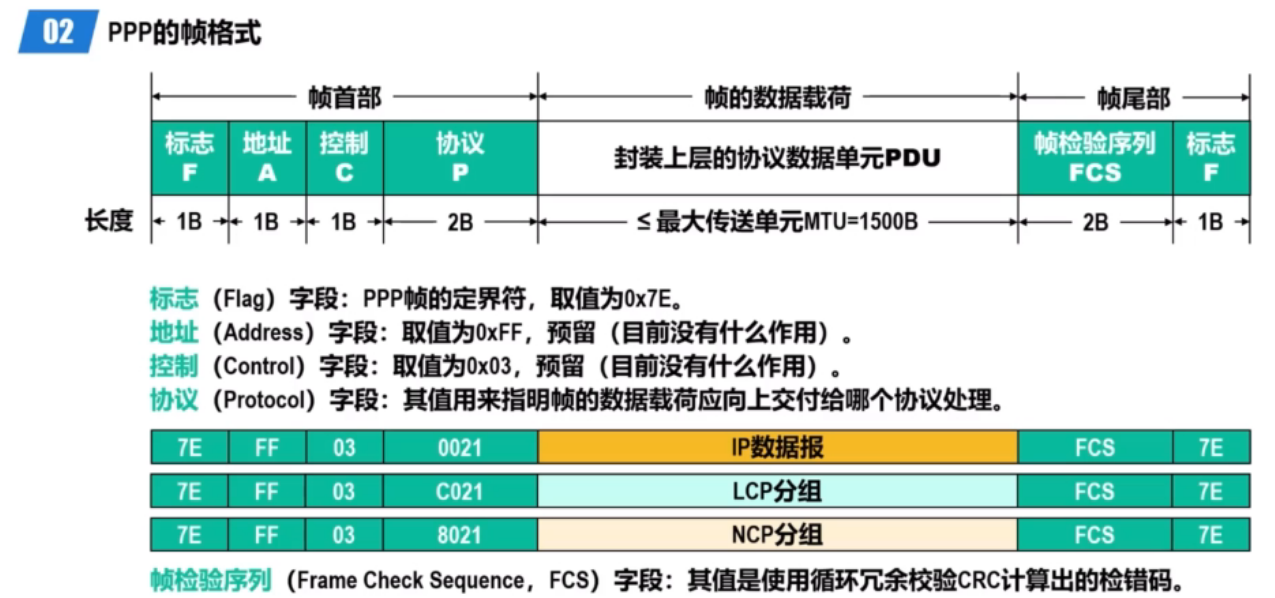 02 PPP的帧格式
帧首部 帧的数据载荷 帧尾部
标志 地址 控制 协议 封装上层的协议数据单元PDU 帧检验序列 标志
F A C P FCS F
长度 1B 1B 1B 2B ≤最大传送单元MTU=1500B 2B 1B
标志（Flag）字段：PPP帧的定界符，取值为0x7E。
地址（Address）字段：取值为0xFF，预留（目前没有什么作用）。
控制（Control）字段：取值为0x03，预留（目前没有什么作用）。
协议（Protocol）字段：其值用来指明帧的数据载荷应向上交付给哪个协议处理。
7E FF 03 0021 IP数据报 FCS 7E
7E FF 03 C021 LCP分组 FCS 7E
7E FF 03 8021 NCP分组 FCS 7E
帧检验序列（Frame Check Sequence，FCS）字段：其值是使用循环冗余校验CRC计算出的检错码。